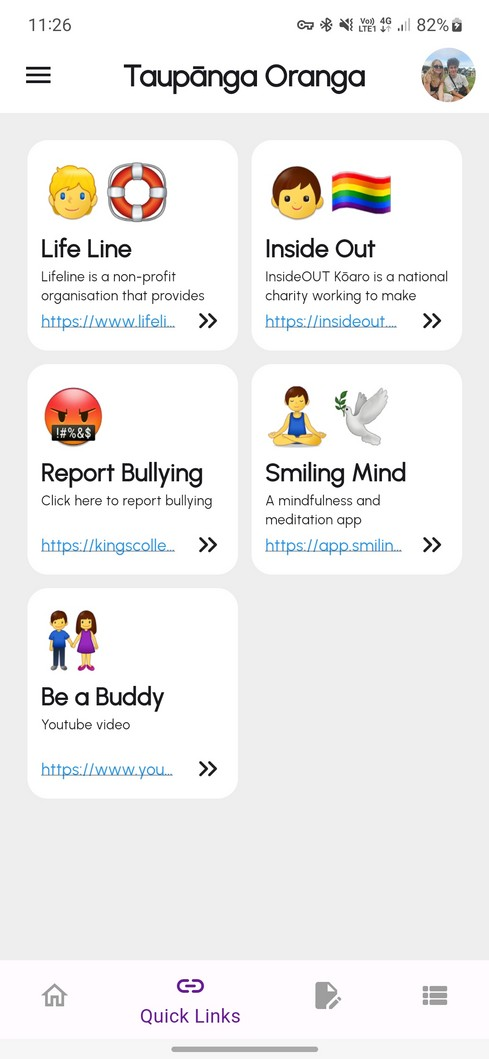 11:26
Vo)) 4G
LTE1
82%
Taupānga Oranga
Life Line
Lifeline is a non-profit
organisation that provides
https://www.lifeli...
Inside Out
InsideOUT Kōaro is a national
charity working to make
https://insideout....
!#%&$
Report Bullying
Click here to report bullying
https://kingscolle...
Smiling Mind
A mindfulness and
meditation app
https://app.smilin...
Be a Buddy
Youtube video
https://www.you...
Quick Links